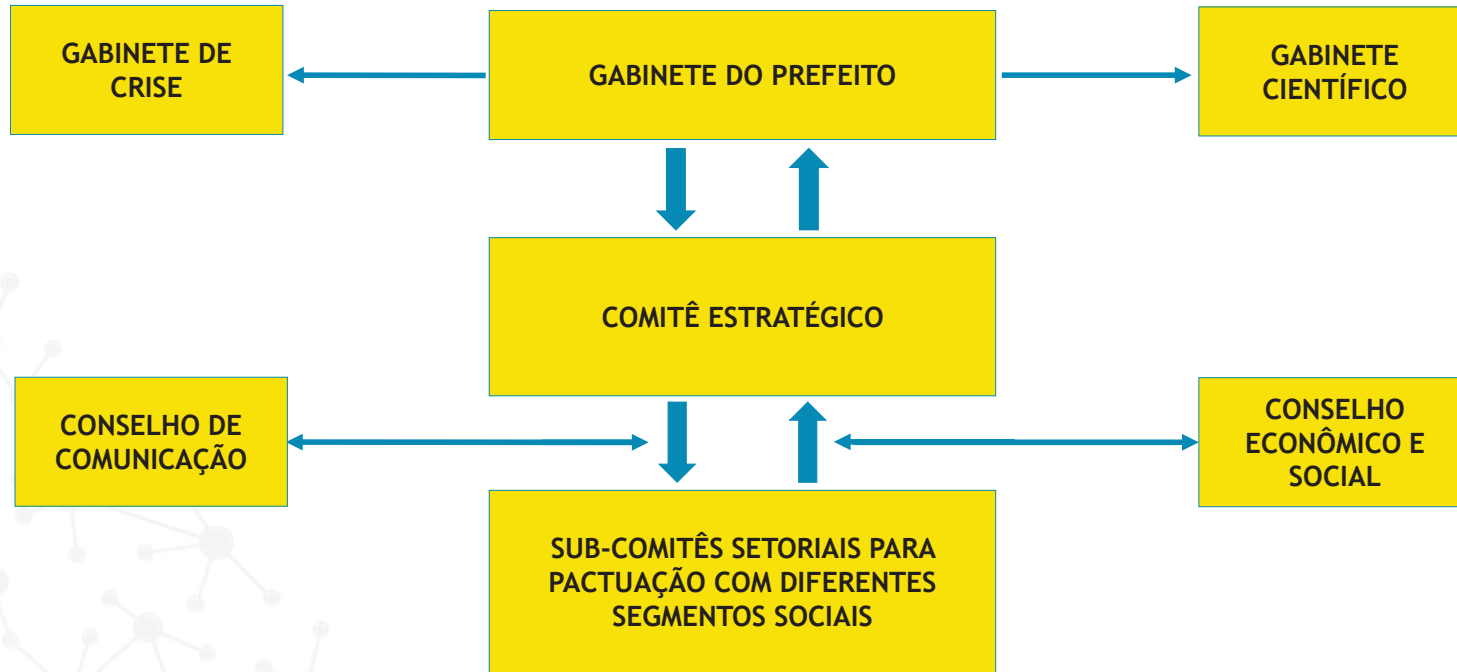 GABINETE DE
CRISE
GABINETE DO PREFEITO
GABINETE
CIENTÍFICO
COMITÊ ESTRATÉGICO
CONSELHO DE
COMUNICAÇÃO
CONSELHO
ECONÔMICO E
SOCIAL
SUB-COMITÊS SETORIAIS PARA
PACTUAÇÃO COM DIFERENTES
SEGMENTOS SOCIAIS